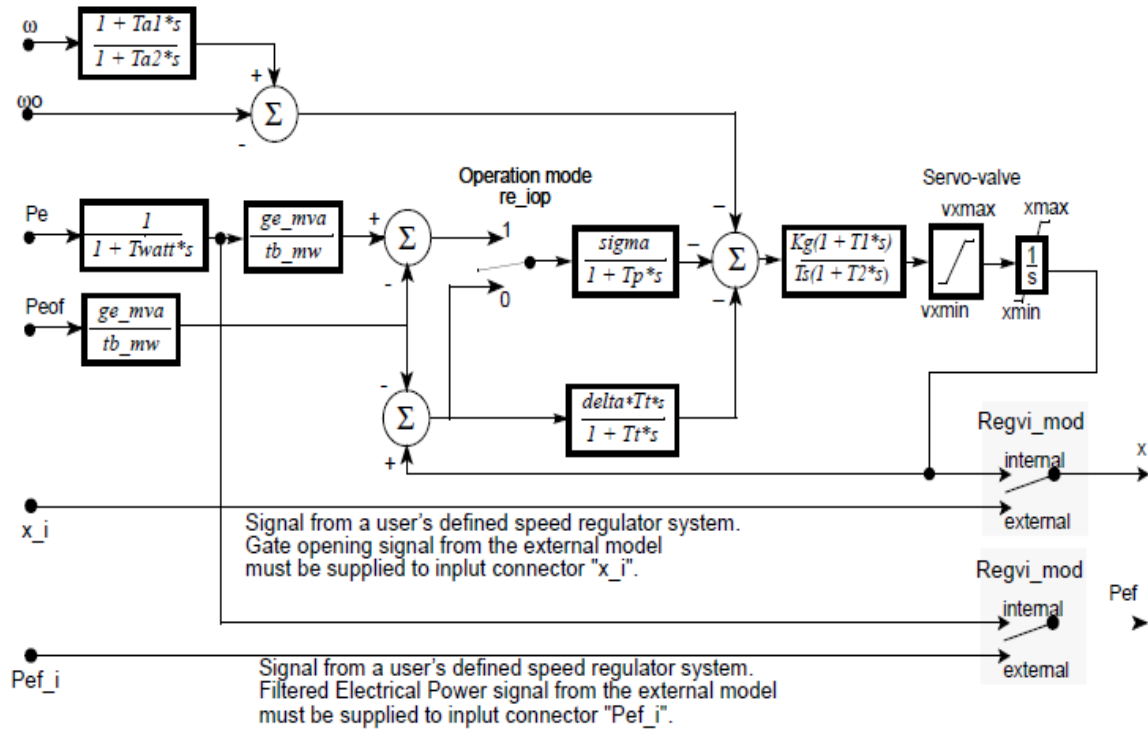 ω
1 + Ta1*s
1 + Ta2*s
+
ωo
Σ
-
Operation mode
re_iop
Servo-valve
vxmax
xmax
Pe
1
1 + Twatt*s
ge_mva
tb_mw
+
Σ
-
1
0
sigma
1 + Tp*s
–
–
Σ
–
Kg(1 + T1*s)
Ts(1 + T2*s)
1
s
vxmin
xmin
Peof
ge_mva
tb_mw
-
Σ
+
delta*Tt*s
1 + Tt*s
Regvi_mod
internal
x
external
x_i
Signal from a user's defined speed regulator system.
Gate opening signal from the external model
must be supplied to inplut connector "x_i".
Regvi_mod
internal
Pef
external
Pef_i
Signal from a user's defined speed regulator system.
Filtered Electrical Power signal from the external model
must be supplied to inplut connector "Pef_i".